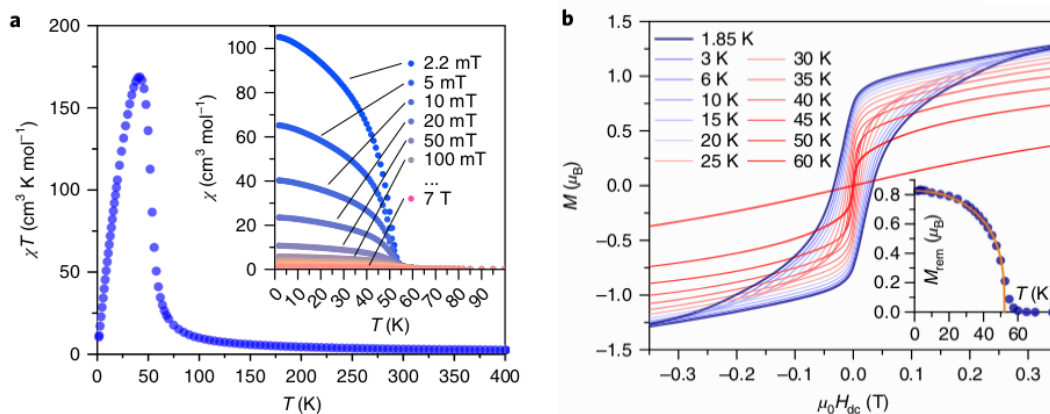 a
χT (cm³ K mol⁻¹)
200
150
100
50
0
0 50 100 150 200 250 300 350 400
T (K)
χ (cm³ mol⁻¹)
100
80
60
40
20
0
0 10 20 30 40 50 60 70 80 90
T (K)
2.2 mT
5 mT
10 mT
20 mT
50 mT
100 mT
...
7 T
b
M (μB)
1.5
1.0
0.5
0.0
−0.5
−1.0
−1.5
−0.3 −0.2 −0.1 0.0 0.1 0.2 0.3
μ₀Hdc (T)
1.85 K
3 K
6 K
10 K
15 K
20 K
25 K
30 K
35 K
40 K
45 K
50 K
60 K
Mrem (μB)
0.8
0.6
0.4
0.2
0.0
0 20 40 60
T (K)